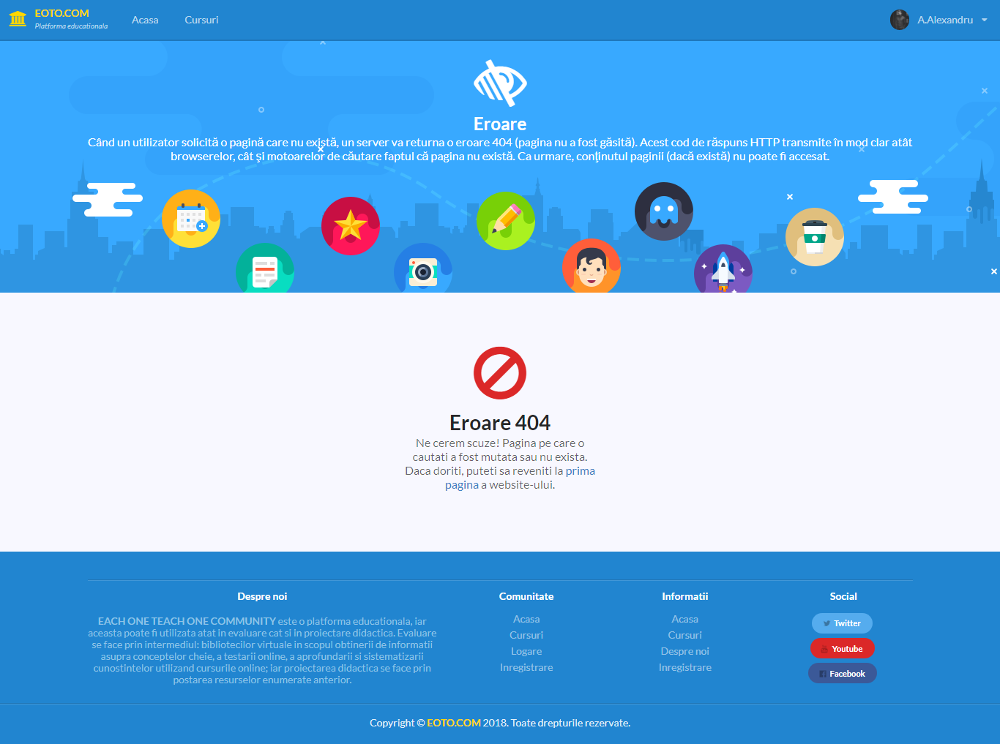 EOTO.COM
Platforma educationala
Acasa
Cursuri
A.Alexandru
Eroare
Când un utilizator solicită o pagină care nu există, un server va returna o eroare 404 (pagina nu a fost găsită). Acest cod de răspuns HTTP transmite în mod clar atât
browserelor, cât şi motoarelor de căutare faptul că pagina nu există. Ca urmare, conţinutul paginii (dacă există) nu poate fi accesat.
Eroare 404
Ne cerem scuze! Pagina pe care o
cautati a fost mutata sau nu exista.
Daca doriti, puteti sa reveniti la prima
pagina a website-ului.
Despre noi
EACH ONE TEACH ONE COMMUNITY este o platforma educationala, iar
aceasta poate fi utilizata atat in evaluare cat si in proiectare didactica. Evaluare
se face prin intermediul: bibliotecilor virtuale in scopul obtinerii de informatii
asupra conceptelor cheie, a testarii online, a aprofundarii si sistematizarii
cunostintelor utilizand cursurile online; iar proiectarea didactica se face prin
postarea resurselor enumerate anterior.
Comunitate
Acasa
Cursuri
Logare
Inregistrare
Informatii
Acasa
Cursuri
Despre noi
Inregistrare
Social
Twitter
Youtube
Facebook
Copyright © EOTO.COM 2018. Toate drepturile rezervate.